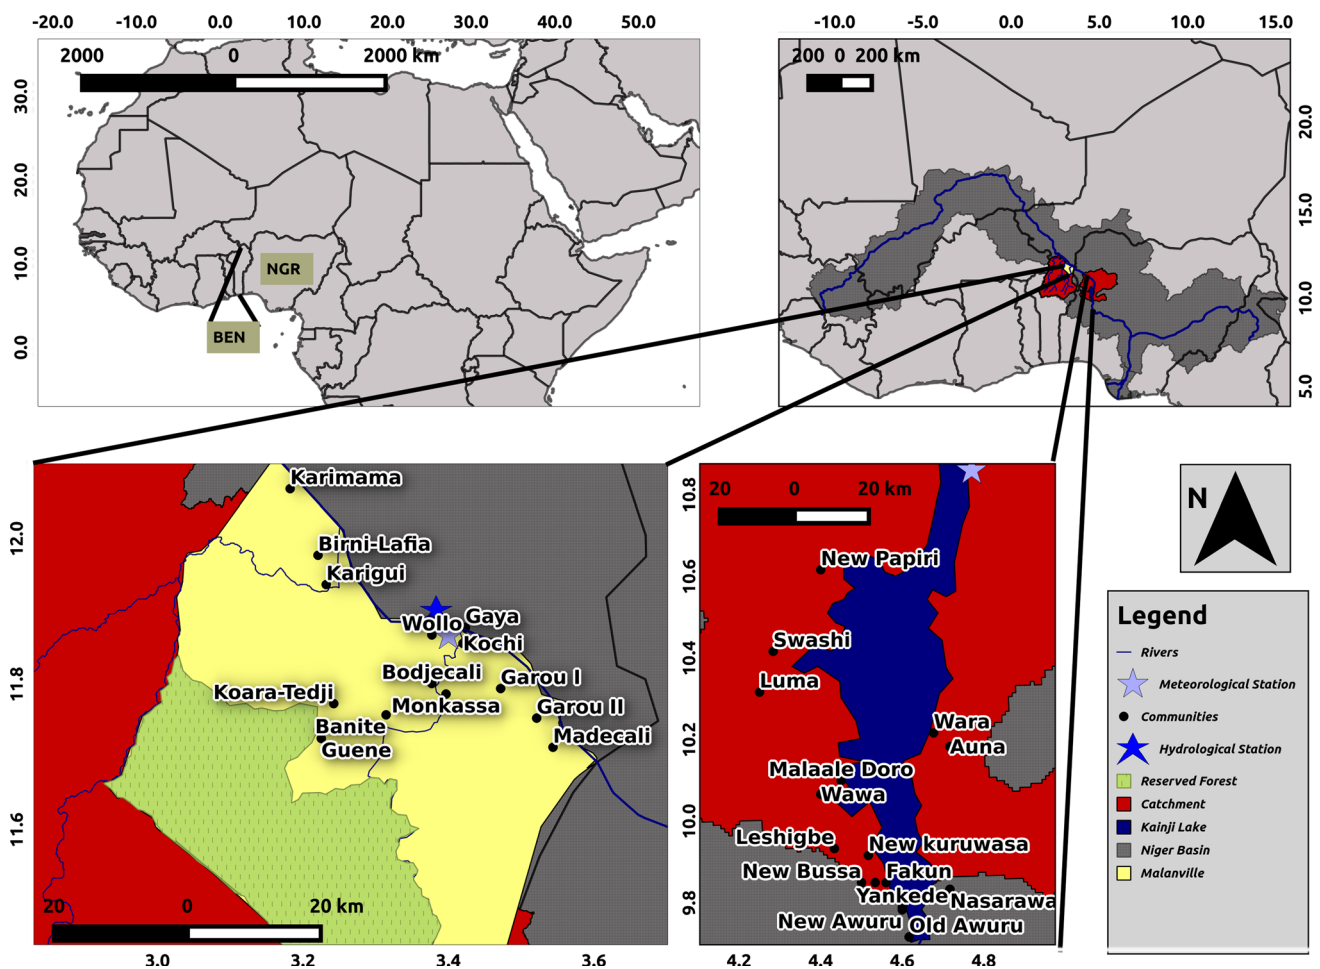 -20.0 0.0 10.0 20.0 30.0 40.0 50.0
2000 0 2000 km
30.0
20.0
10.0
0.0
NGR
BEN
-10.0 -5.0 0.0 5.0 10.0 15.0
200 0 200 km
20.0
15.0
10.0
5.0
Karimama
Birni-Lafia
Karigui
Wollo
Gaya
Kochi
Bodjecali
Garou I
Koara-Tedji
Monkassa
Garou II
Banite
Madecali
Guene
12.0
11.8
11.6
20 0 20 km
3.0 3.2 3.4 3.6
20 0 20 km
New Papiri
Swashi
Luma
Wara
Auna
Malaale Doro
Wawa
Leshigbe
New kuruwasa
New Bussa
Fakun
Yankede
Nasarawa
New Awuru
Old Awuru
10.8
10.6
10.4
10.2
10.0
9.8
4.2 4.4 4.6 4.8
N
Legend
Rivers
Meteorological Station
Communities
Hydrological Station
Reserved Forest
Catchment
Kainji Lake
Niger Basin
Malanville